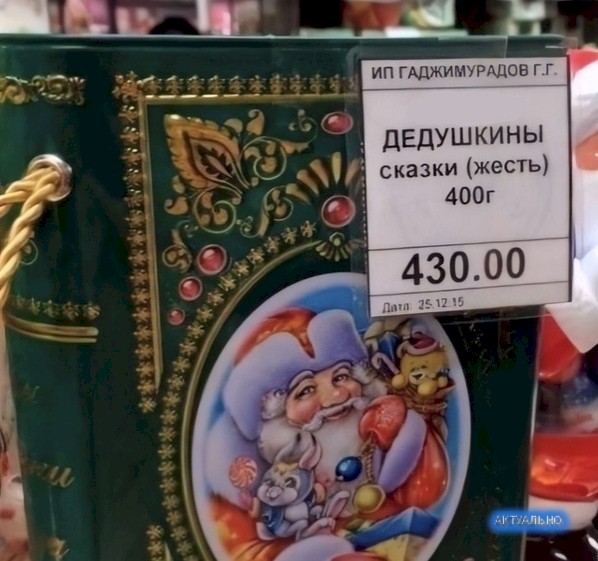 ИП ГАДЖИМУРАДОВ Г.Г.
ДЕДУШКИНЫ
сказки (жесть)
400г
430.00
Дата: 25.12.15
АКТУАЛЬНО